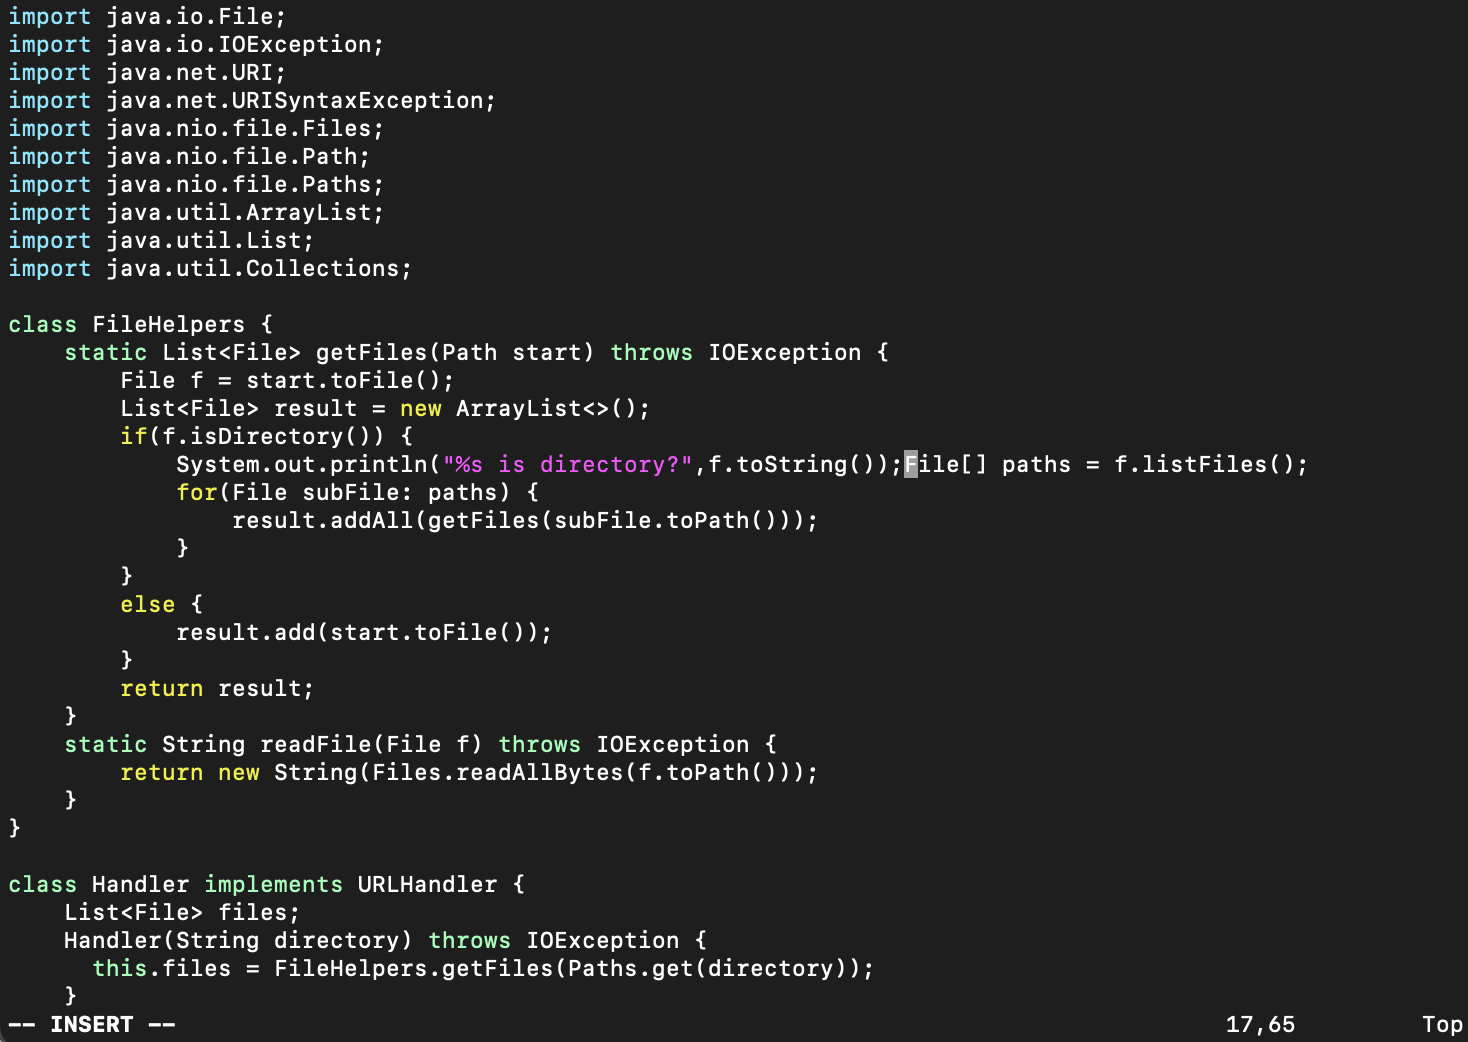 import java.io.File;
import java.io.IOException;
import java.net.URI;
import java.net.URISyntaxException;
import java.nio.file.Files;
import java.nio.file.Path;
import java.nio.file.Paths;
import java.util.ArrayList;
import java.util.List;
import java.util.Collections;

class FileHelpers {
    static List<File> getFiles(Path start) throws IOException {
        File f = start.toFile();
        List<File> result = new ArrayList<>();
        if(f.isDirectory()) {
            System.out.println("%s is directory?",f.toString());File[] paths = f.listFiles();
            for(File subFile: paths) {
                result.addAll(getFiles(subFile.toPath()));
            }
        }
        else {
            result.add(start.toFile());
        }
        return result;
    }
    static String readFile(File f) throws IOException {
        return new String(Files.readAllBytes(f.toPath()));
    }
}

class Handler implements URLHandler {
    List<File> files;
    Handler(String directory) throws IOException {
      this.files = FileHelpers.getFiles(Paths.get(directory));
    }
-- INSERT -- 17,65 Top